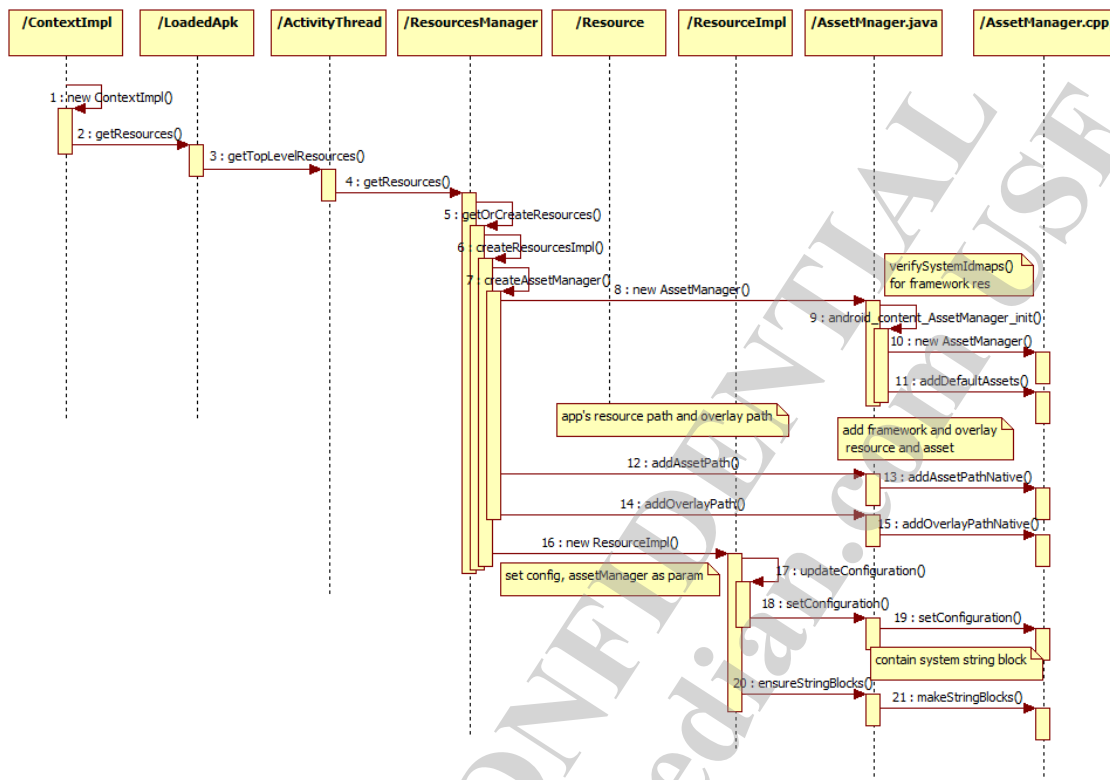 /ContextImpl
/LoadedApk
/ActivityThread
/ResourcesManager
/Resource
/ResourceImpl
/AssetMnager.java
/AssetManager.cpp
1 : new ContextImpl()
2 : getResources()
3 : getTopLevelResources()
4 : getResources()
5 : getOrCreateResources()
6 : createResourcesImpl()
7 : createAssetManager()
8 : new AssetManager()
verifySystemIdmaps()
for framework res
9 : android_content_AssetManager_init()
10 : new AssetManager()
11 : addDefaultAssets()
app's resource path and overlay path
add framework and overlay
resource and asset
12 : addAssetPath()
13 : addAssetPathNative()
14 : addOverlayPath()
15 : addOverlayPathNative()
16 : new ResourceImpl()
set config, assetManager as param
17 : updateConfiguration()
18 : setConfiguration()
19 : setConfiguration()
contain system string block
20 : ensureStringBlocks()
21 : makeStringBlocks()
CONFIDENTIAL
edian.com USE